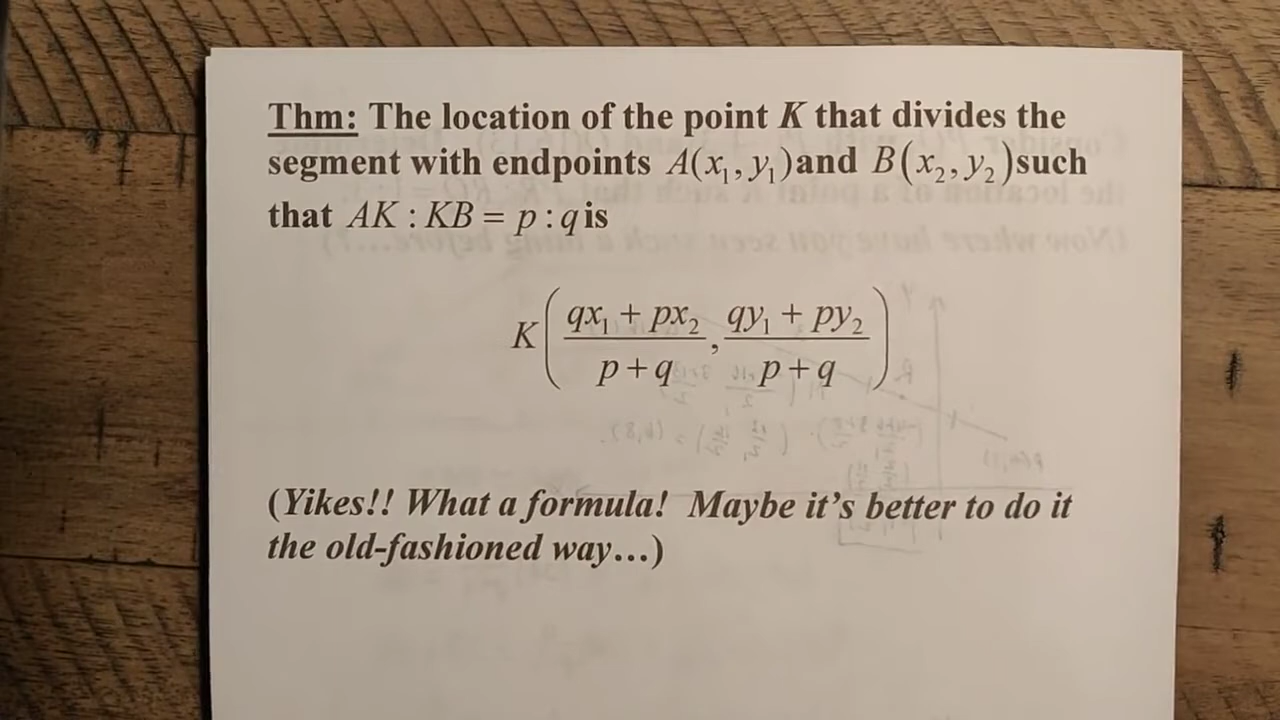 Thm: The location of the point K that divides the
segment with endpoints A(x₁, y₁)and B(x₂, y₂)such
that AK : KB = p : q is
K( (qx₁ + px₂)/(p + q), (qy₁ + py₂)/(p + q) )
(Yikes!! What a formula! Maybe it's better to do it
the old-fashioned way...)